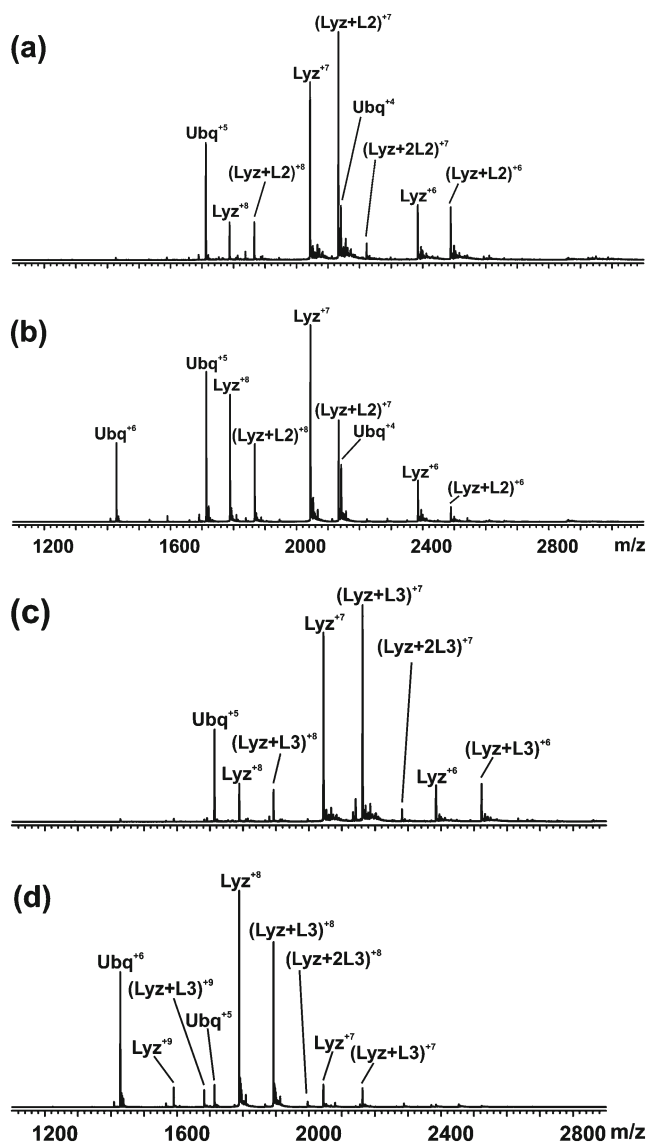 (a)
(Lyz+L2)+7
Lyz+7
Ubq+4
Ubq+5
(Lyz+2L2)+7
(Lyz+L2)+8
Lyz+6
(Lyz+L2)+6
Lyz+8
(b)
Lyz+7
Ubq+5
Lyz+8
(Lyz+L2)+7
Ubq+6
(Lyz+L2)+8
Ubq+4
Lyz+6
(Lyz+L2)+6
1200 1600 2000 2400 2800 m/z
(c)
(Lyz+L3)+7
Lyz+7
(Lyz+2L3)+7
Ubq+5
(Lyz+L3)+8
(Lyz+L3)+6
Lyz+8
Lyz+6
(d)
Lyz+8
(Lyz+L3)+8
Ubq+6
(Lyz+2L3)+8
(Lyz+L3)+9
Ubq+5
Lyz+9
Lyz+7
(Lyz+L3)+7
1200 1600 2000 2400 2800 m/z